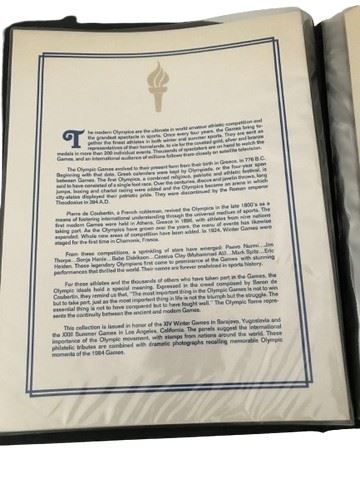 The modern Olympics are the ultimate in world amateur athletic competition and
the grandest spectacle in sports. Once every four years, the Games bring to-
gether the finest athletes in both winter and summer sports. They are sent as
representatives of their homelands, to vie for the coveted gold, silver and bronze
medals in more than 200 individual events. Thousands of spectators are on hand to watch the
Games, and an international audience of millions follows them closely on satellite television.
The Olympic Games evolved to their present form from their birth in Greece, in 776 B.C.
Beginning with that date, Greek calendars were kept by Olympiads, or the four-year span
between Games. The first Olympics, a combined religious, patriotic and athletic festival, is
said to have consisted of a single foot race. Over the centuries, discus and javelin throws, long
jumps, boxing and chariot racing were added and the Olympics became an arena in which
city-states displayed their patriotic pride. They were discontinued by the Roman emperor
Theodosius in 394 A.D.
Pierre de Coubertin, a French nobleman, revived the Olympics in the late 1800's as a
means of fostering international understanding through the universal medium of sports. The
first modern Games were held in Athens, Greece in 1896, with athletes from nine nations
taking part. As the Olympics have grown over the years, the menu of events has likewise
expanded. Whole new areas of competition have been added. In 1924, Winter Games were
staged for the first time in Chamonix, France.
From these competitions, a sprinkling of stars have emerged: Paavo Nurmi...Jim
Thorpe...Sonja Henie...Babe Didrikson...Cassius Clay (Muhammad Ali)...Mark Spitz...Eric
Heiden. Those legendary Olympians first came to prominence at the Games with stunning
performances that thrilled the world. Their names are forever enshrined in sports history.
For these athletes and the thousands of others who have taken part in the Games, the
Olympic ideals hold a special meaning. Expressed in the creed composed by Baron de
Coubertin, they remind us that, "The most important thing in the Olympic Games is not to win
but to take part, just as the most important thing in life is not the triumph but the struggle. The
essential thing is not to have conquered but to have fought well." The Olympic flame repre-
sents the continuity between the ancient and modern Games.
This collection is issued in honor of the XIV Winter Games in Sarajevo, Yugoslavia and
the XXIII Summer Games in Los Angeles, California. The panels suggest the international
importance of the Olympic movement, with stamps from nations around the world. These
philatelic tributes are combined with dramatic photographs recalling memorable Olympic
moments of the 1984 Games.